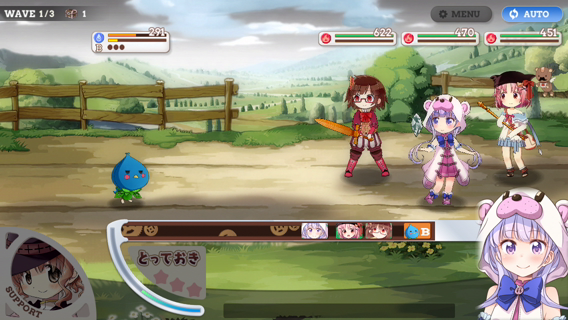 WAVE 1/3 1
MENU
AUTO
291
B
622
470
451
B
とっておき
SUPPORT